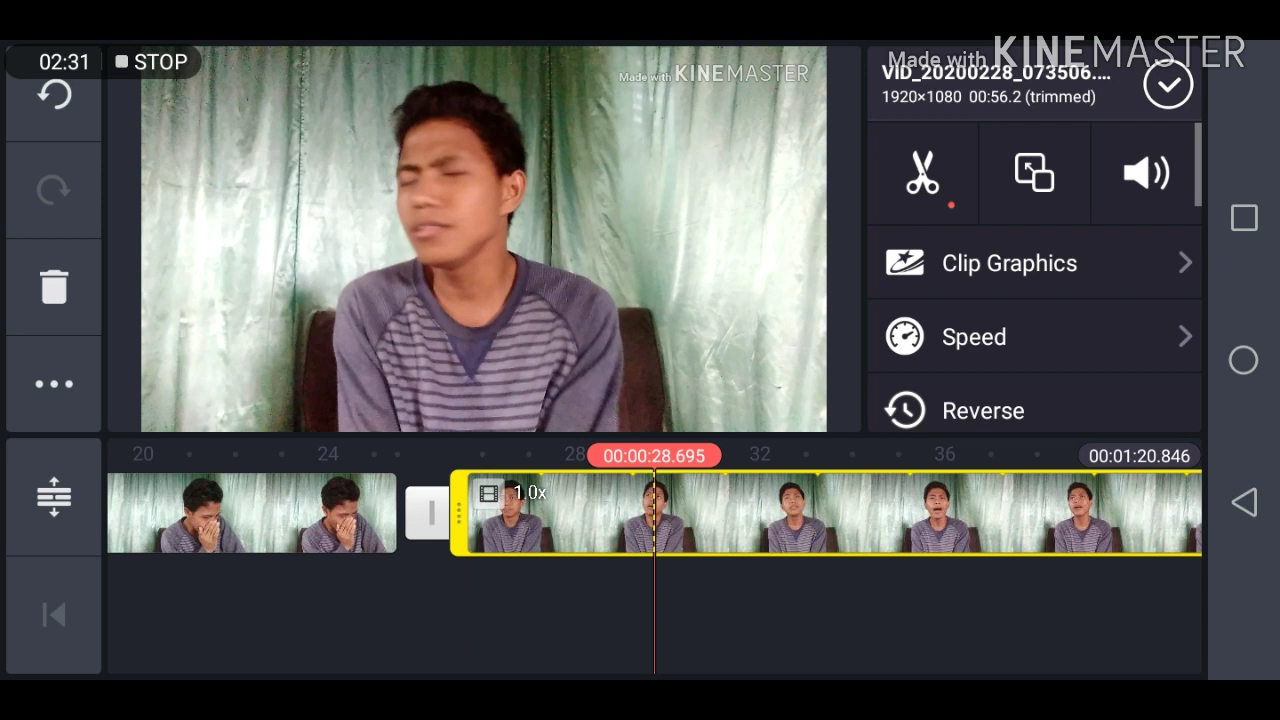 02:31 STOP
Made with KINEMASTER
Made with KINEMASTER
VID_20200228_073506....
1920×1080 00:56.2 (trimmed)
Clip Graphics
Speed
Reverse
20 24 28 00:00:28.695 32 36 00:01:20.846
1.0x